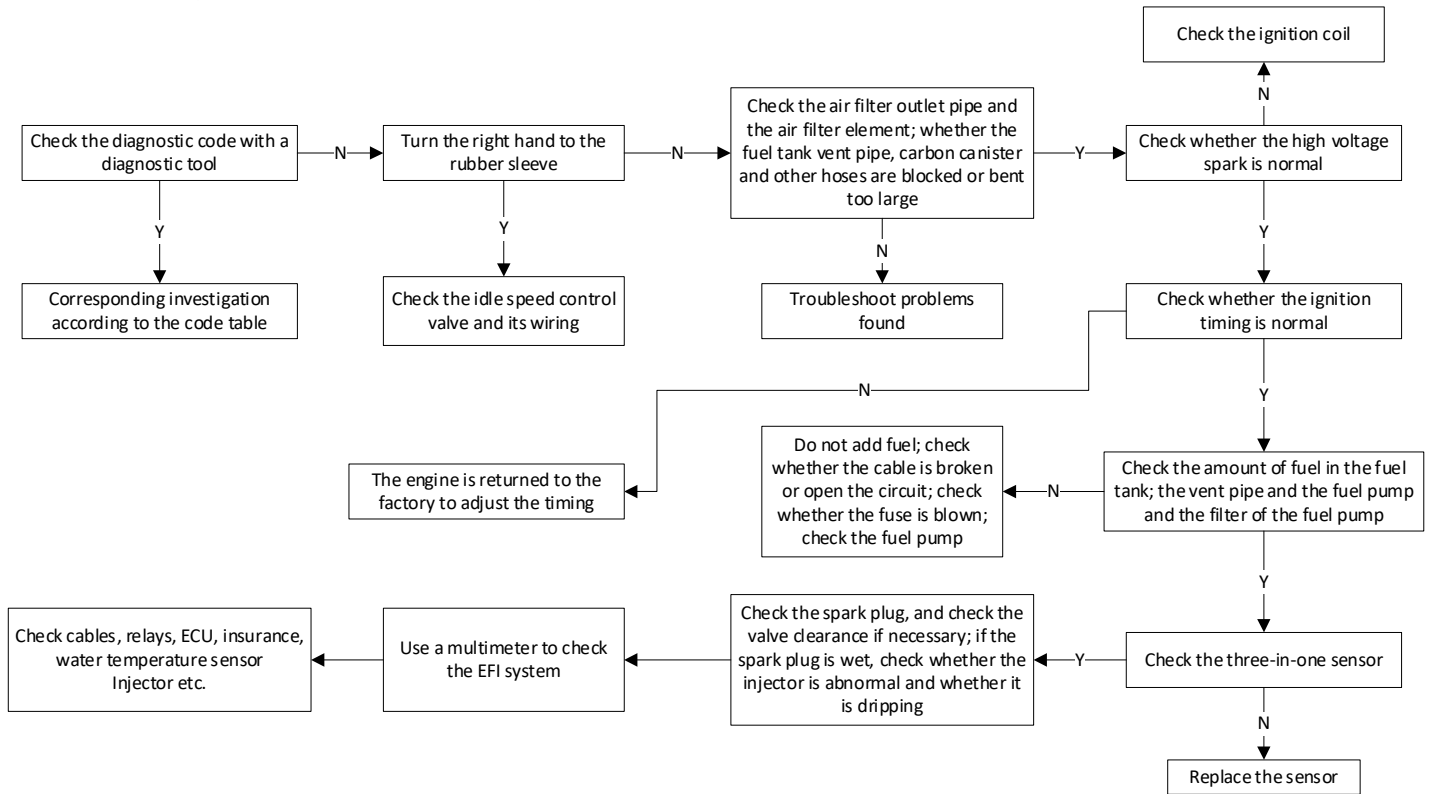 Check the ignition coil
N
Check the diagnostic code with a
diagnostic tool
N
Turn the right hand to the
rubber sleeve
N
Check the air filter outlet pipe and
the air filter element; whether the
fuel tank vent pipe, carbon canister
and other hoses are blocked or bent
too large
Y
Check whether the high voltage
spark is normal
Y
Y
N
Y
Corresponding investigation
according to the code table
Check the idle speed control
valve and its wiring
Troubleshoot problems
found
Check whether the ignition
timing is normal
N
Y
The engine is returned to the
factory to adjust the timing
Do not add fuel; check
whether the cable is broken
or open the circuit; check
whether the fuse is blown;
check the fuel pump
N
Check the amount of fuel in the fuel
tank; the vent pipe and the fuel pump
and the filter of the fuel pump
Y
Check cables, relays, ECU, insurance,
water temperature sensor
Injector etc.
Use a multimeter to check
the EFI system
Check the spark plug, and check the
valve clearance if necessary; if the
spark plug is wet, check whether the
injector is abnormal and whether it
is dripping
Y
Check the three-in-one sensor
N
Replace the sensor